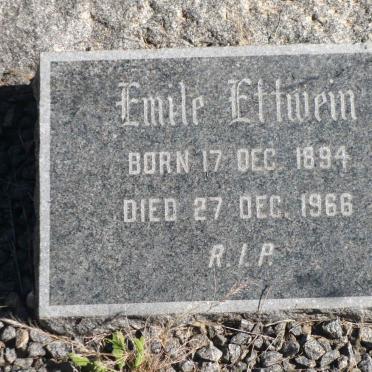 Emile Ettwein
BORN 17 DEC. 1894
DIED 27 DEC. 1966
R.I.P.